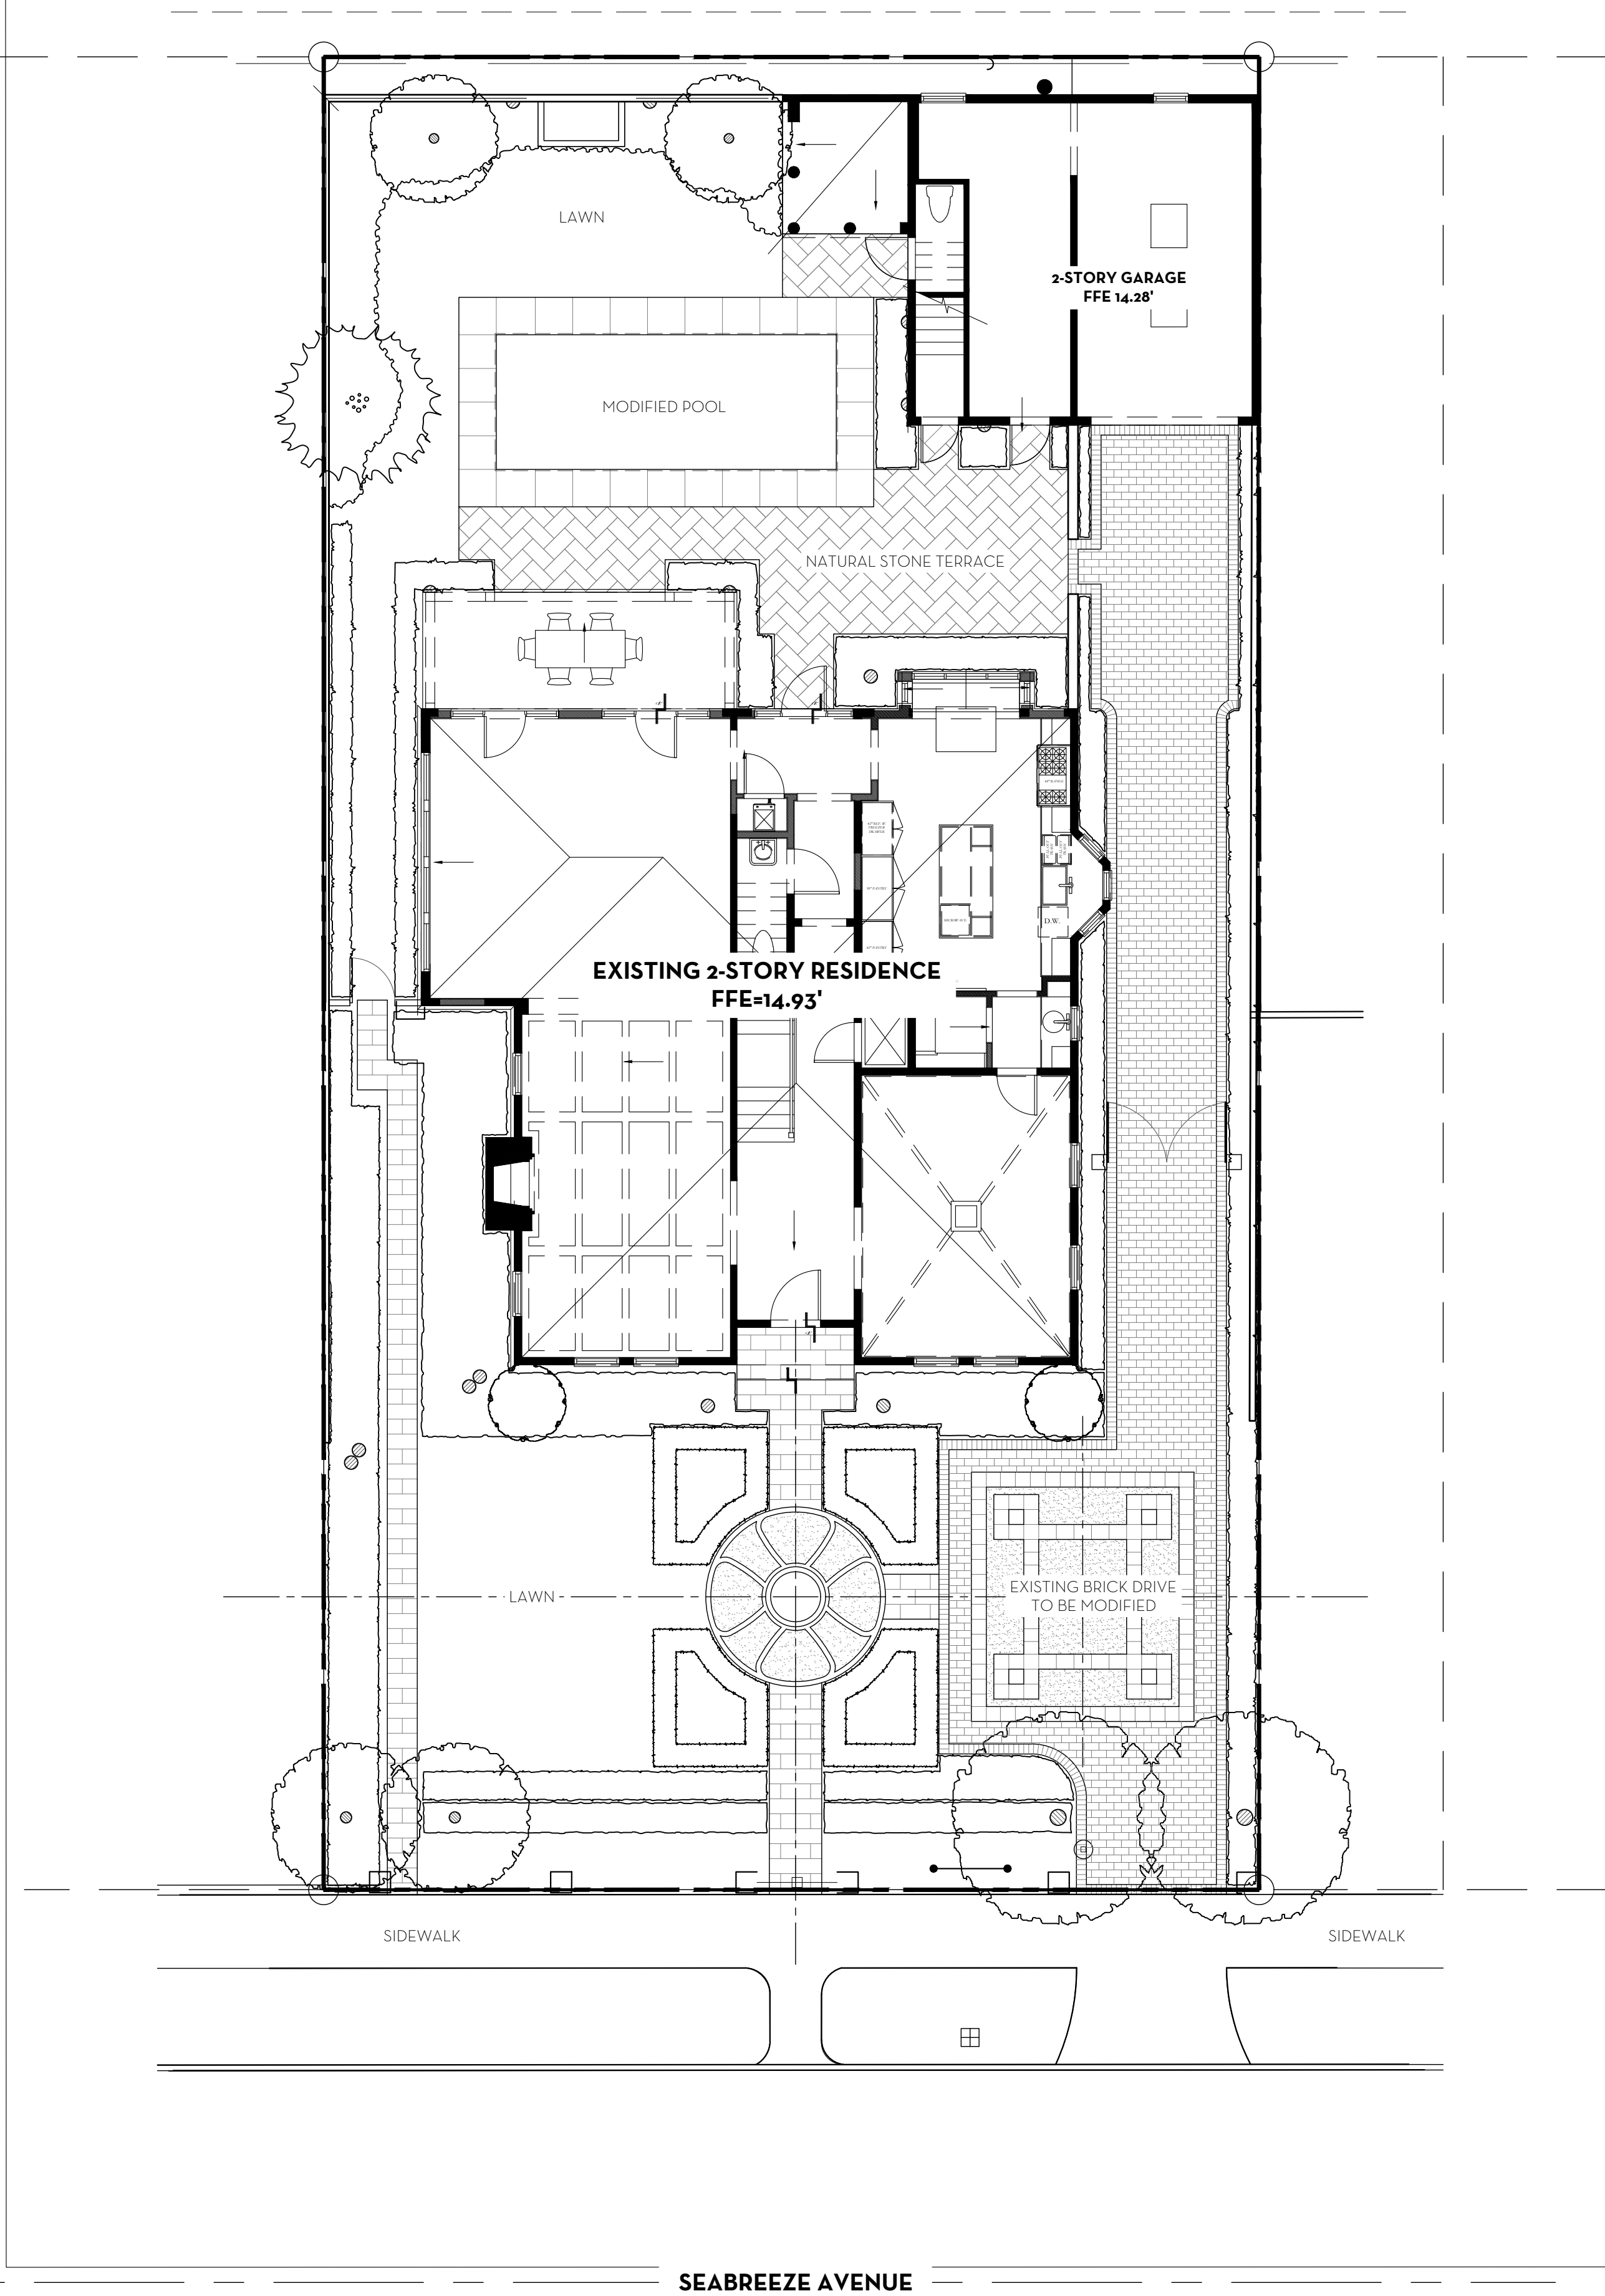 LAWN
2-STORY GARAGE
FFE 14.28'
MODIFIED POOL
NATURAL STONE TERRACE
D.W.
EXISTING 2-STORY RESIDENCE
FFE=14.93'
LAWN
EXISTING BRICK DRIVE
TO BE MODIFIED
SIDEWALK
SIDEWALK
SEABREEZE AVENUE